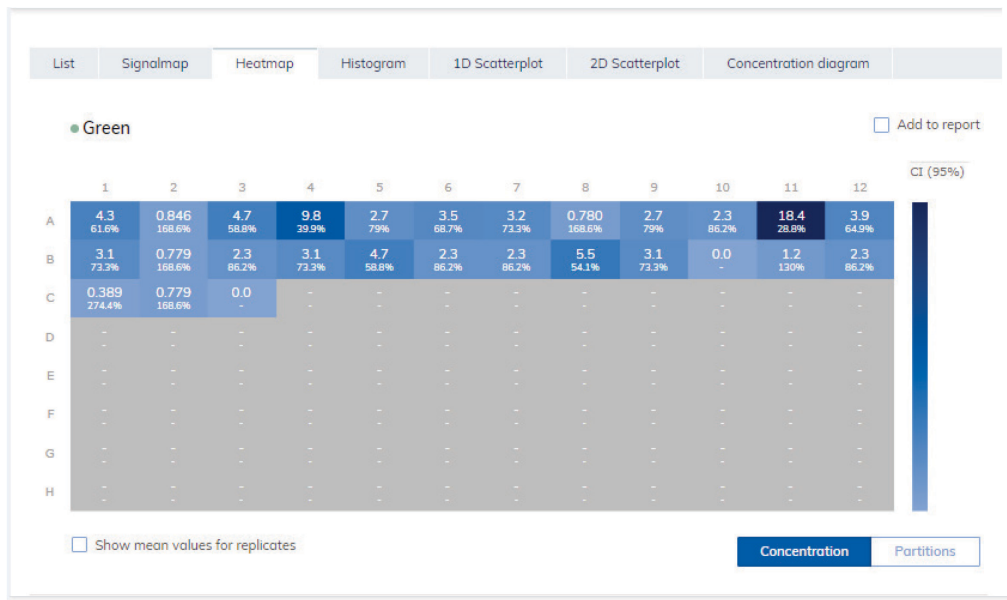 List Signalmap Heatmap Histogram 1D Scatterplot 2D Scatterplot Concentration diagram
Green
Add to report
CI (95%)
1 2 3 4 5 6 7 8 9 10 11 12
A 4.3 0.846 4.7 9.8 2.7 3.5 3.2 0.780 2.7 2.3 18.4 3.9
61.6% 168.6% 58.8% 39.9% 79% 68.7% 73.3% 168.6% 79% 86.2% 28.8% 64.9%
B 3.1 0.779 2.3 3.1 4.7 2.3 2.3 5.5 3.1 0.0 1.2 2.3
73.3% 168.6% 86.2% 73.3% 58.8% 86.2% 86.2% 54.1% 73.3% - 130% 86.2%
C 0.389 0.779 0.0 - - - - - - - - -
274.4% 168.6% - - - - - - - - - -
D - - - - - - - - - - - -
- - - - - - - - - - - -
E - - - - - - - - - - - -
- - - - - - - - - - - -
F - - - - - - - - - - - -
- - - - - - - - - - - -
G - - - - - - - - - - - -
- - - - - - - - - - - -
H - - - - - - - - - - - -
- - - - - - - - - - - -
Show mean values for replicates
Concentration Partitions